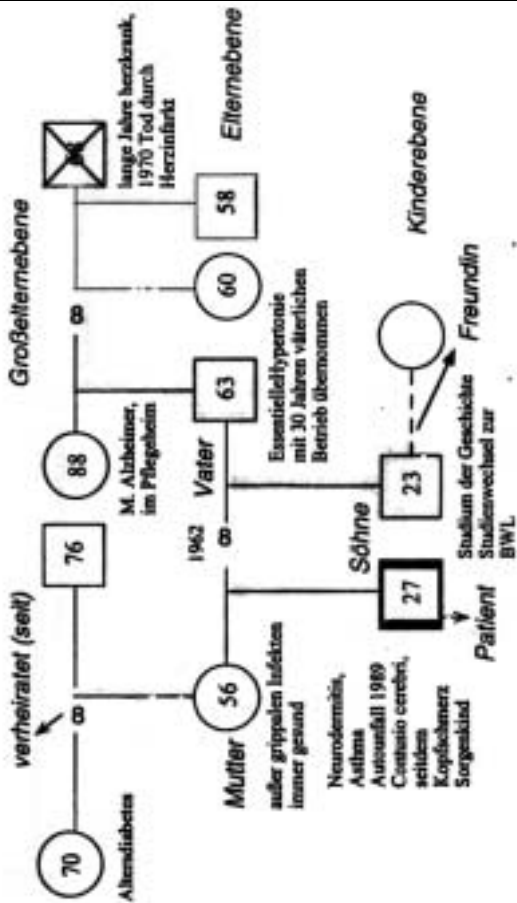 Großelternebene
verheiratet (seit)
70
∞
76
88
∞
Altersdiabetes
M. Alzheimer,
im Pflegeheim
lange Jahre herzkrank,
1970 Tod durch
Herzinfarkt
Elternebene
1962
Vater
56
∞
63
60
58
Mutter
außer grippalen Infekten
immer gesund
Essentielle Hypertonie
mit 30 Jahren väterlichen
Betrieb übernommen
Kinderebene
Söhne
27
23
Freundin
Neurodermitis,
Asthma
Autounfall 1989
Contusio cerebri,
seitdem
Kopfschmerz
Sorgenkind
Patient
Studium der Geschichte
Studienwechsel zur
BWL